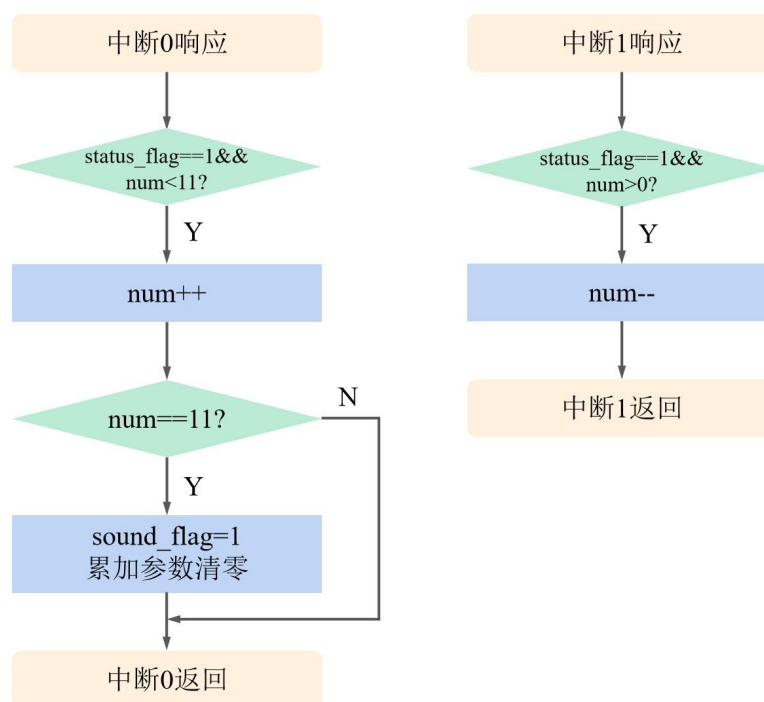 中断0响应
status_flag==1&&
num<11?
Y
num++
num==11?
N
Y
sound_flag=1
累加参数清零
中断0返回
中断1响应
status_flag==1&&
num>0?
Y
num--
中断1返回